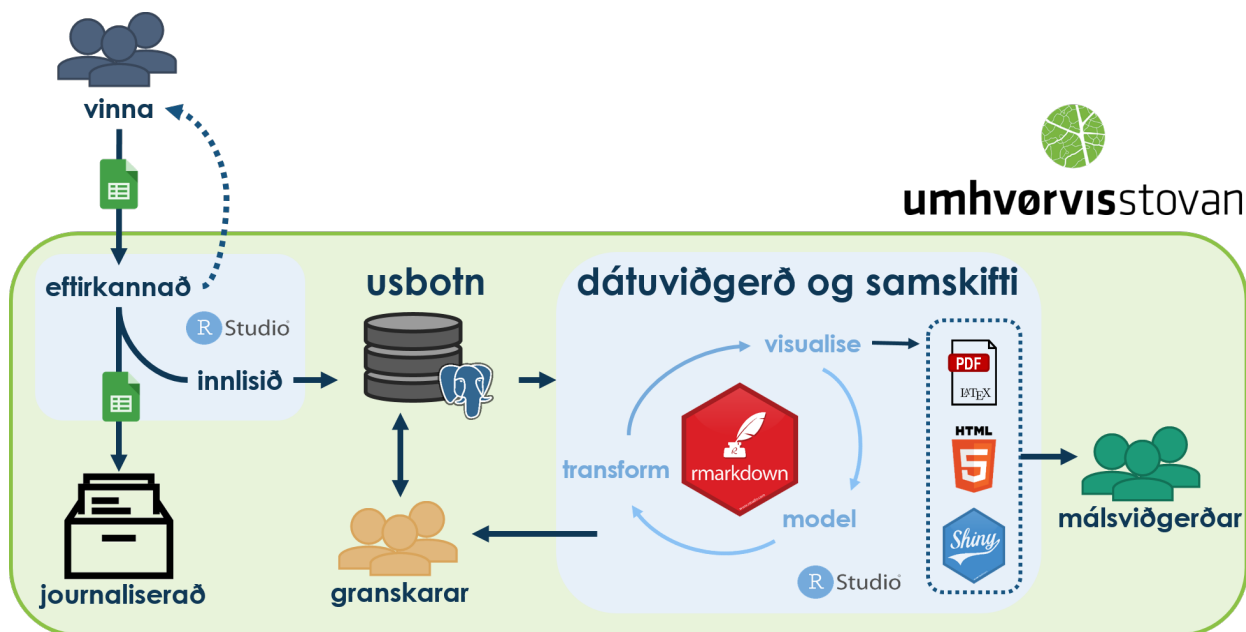 vinna
umhvørvisstovan
eftirkannað
R Studio
innlisið
journaliserað
usbotn
granskarar
dátuviðgerð og samskifti
visualise
transform
rmarkdown
model
R Studio
PDF
LATEX
HTML
5
Shiny
málsviðgerðar